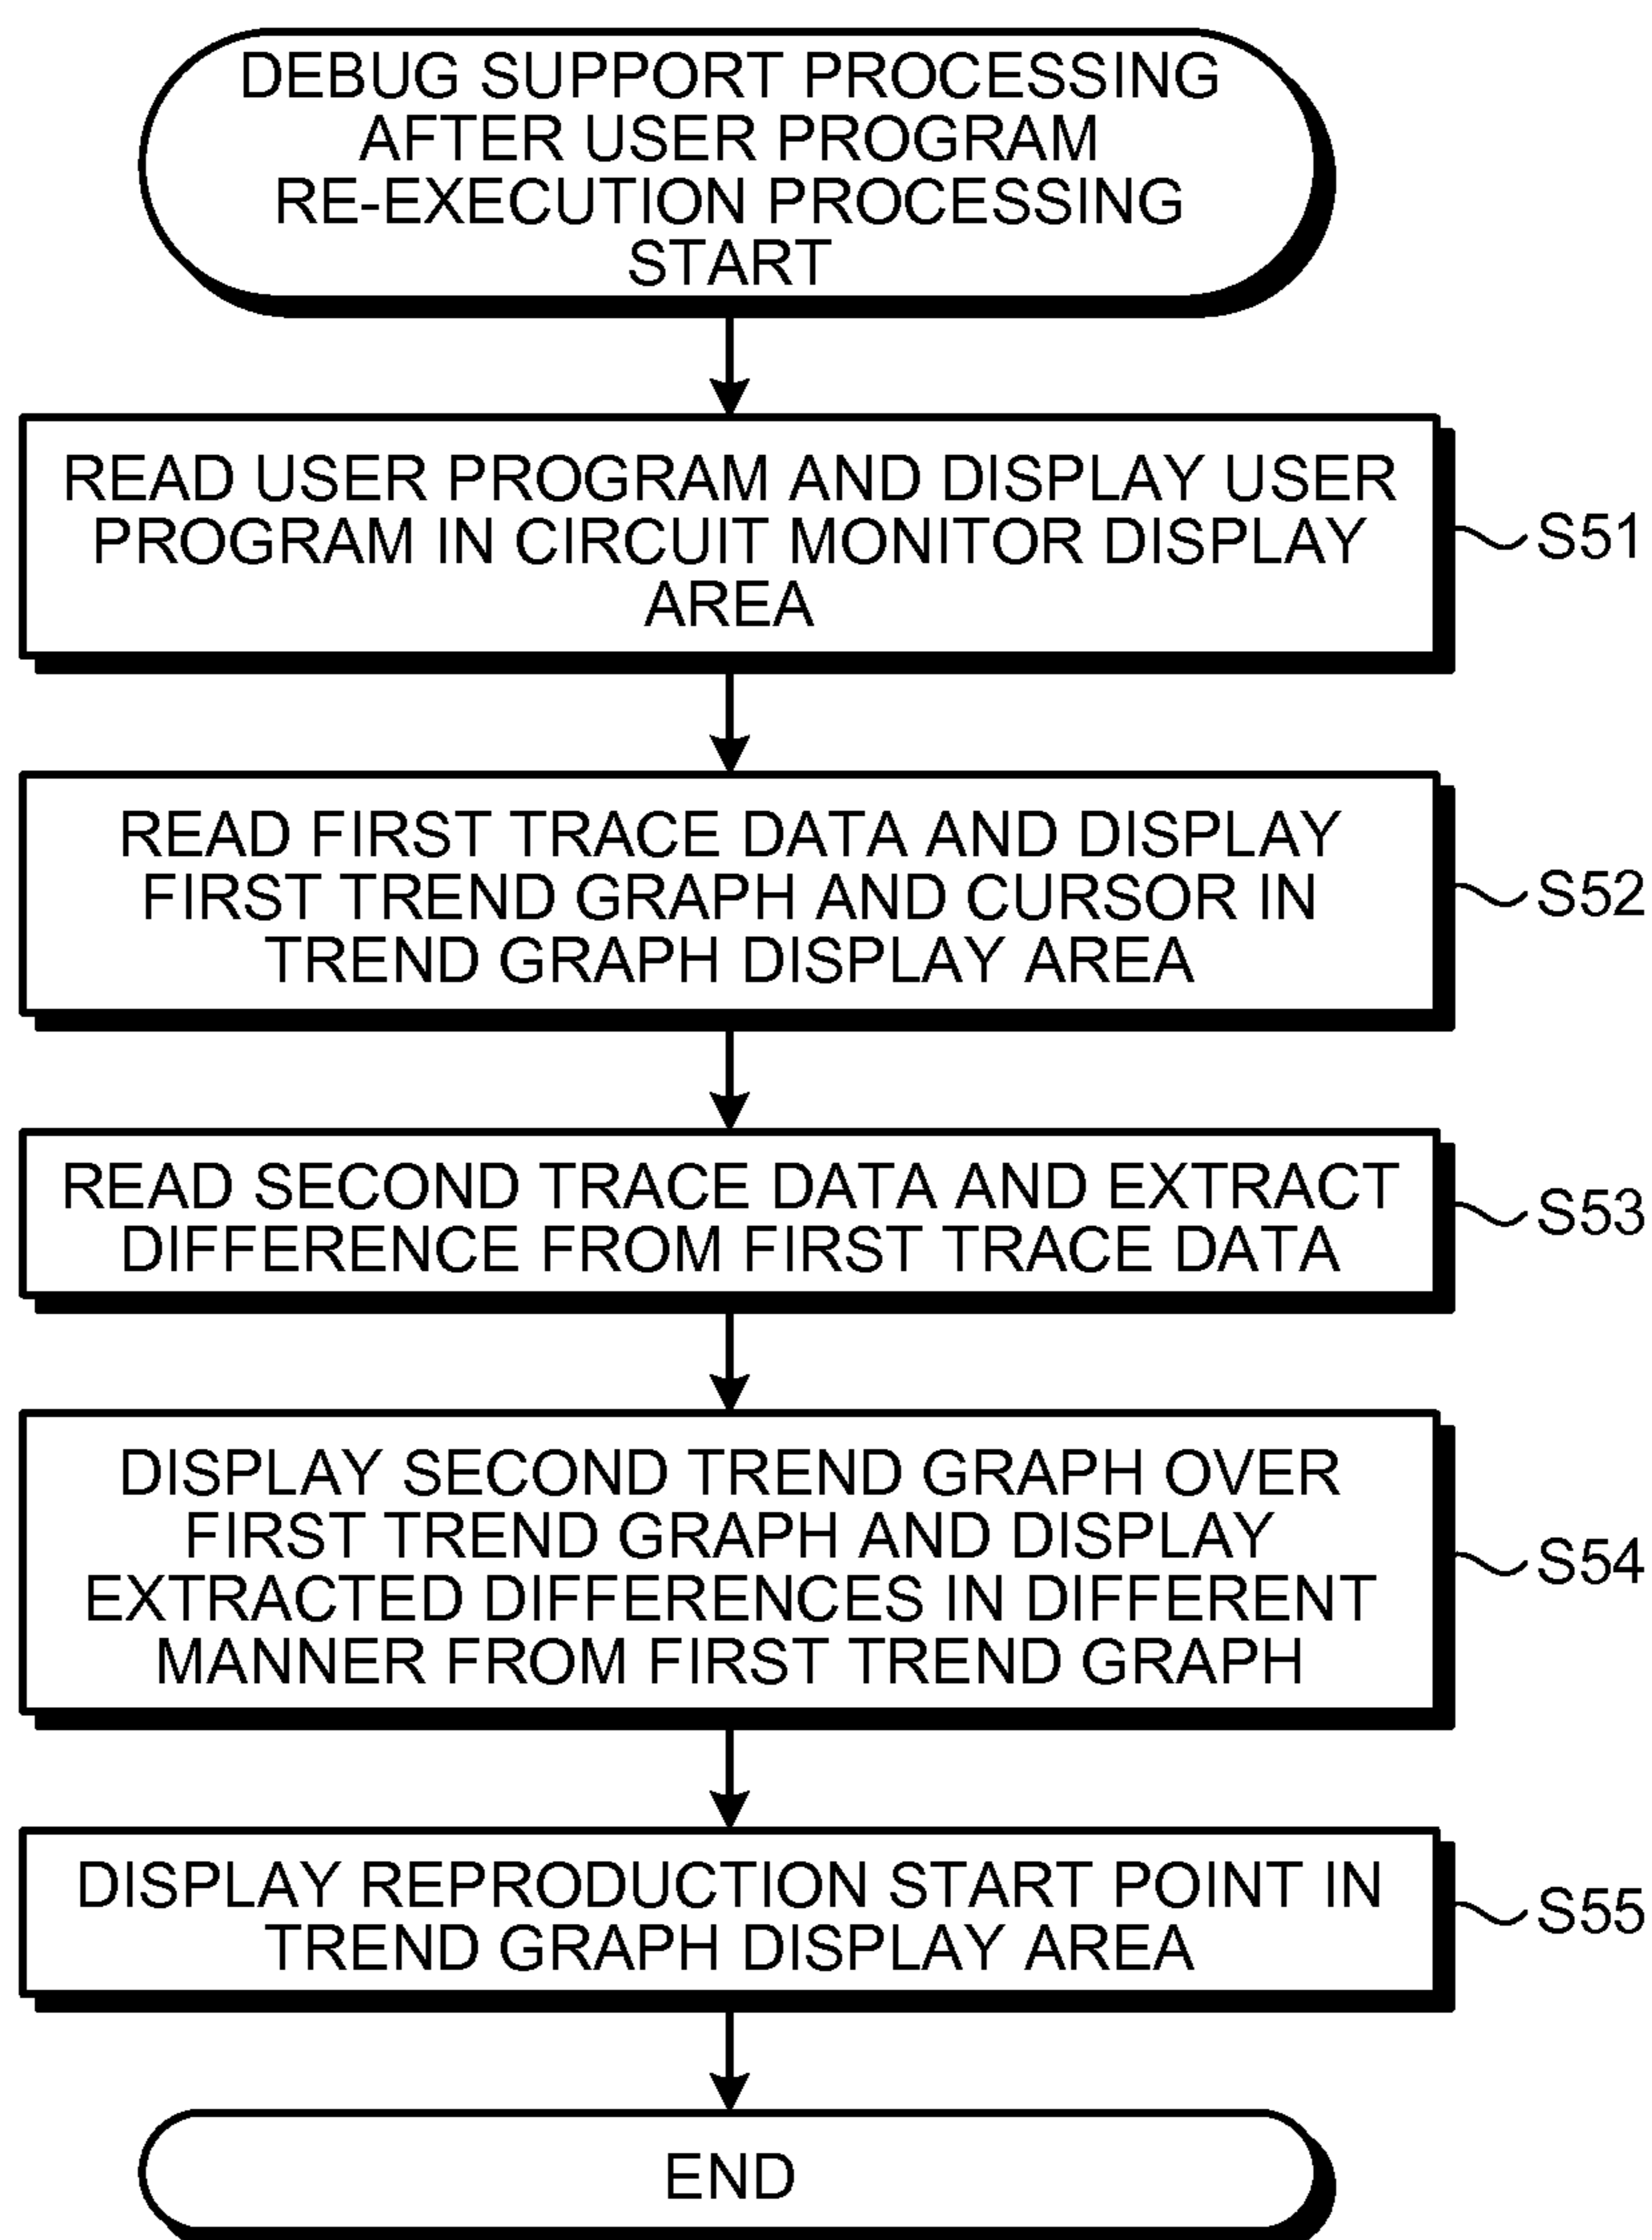 DEBUG SUPPORT PROCESSING
AFTER USER PROGRAM
RE-EXECUTION PROCESSING
START
READ USER PROGRAM AND DISPLAY USER
PROGRAM IN CIRCUIT MONITOR DISPLAY
AREA
S51
READ FIRST TRACE DATA AND DISPLAY
FIRST TREND GRAPH AND CURSOR IN
TREND GRAPH DISPLAY AREA
S52
READ SECOND TRACE DATA AND EXTRACT
DIFFERENCE FROM FIRST TRACE DATA
S53
DISPLAY SECOND TREND GRAPH OVER
FIRST TREND GRAPH AND DISPLAY
EXTRACTED DIFFERENCES IN DIFFERENT
MANNER FROM FIRST TREND GRAPH
S54
DISPLAY REPRODUCTION START POINT IN
TREND GRAPH DISPLAY AREA
S55
END